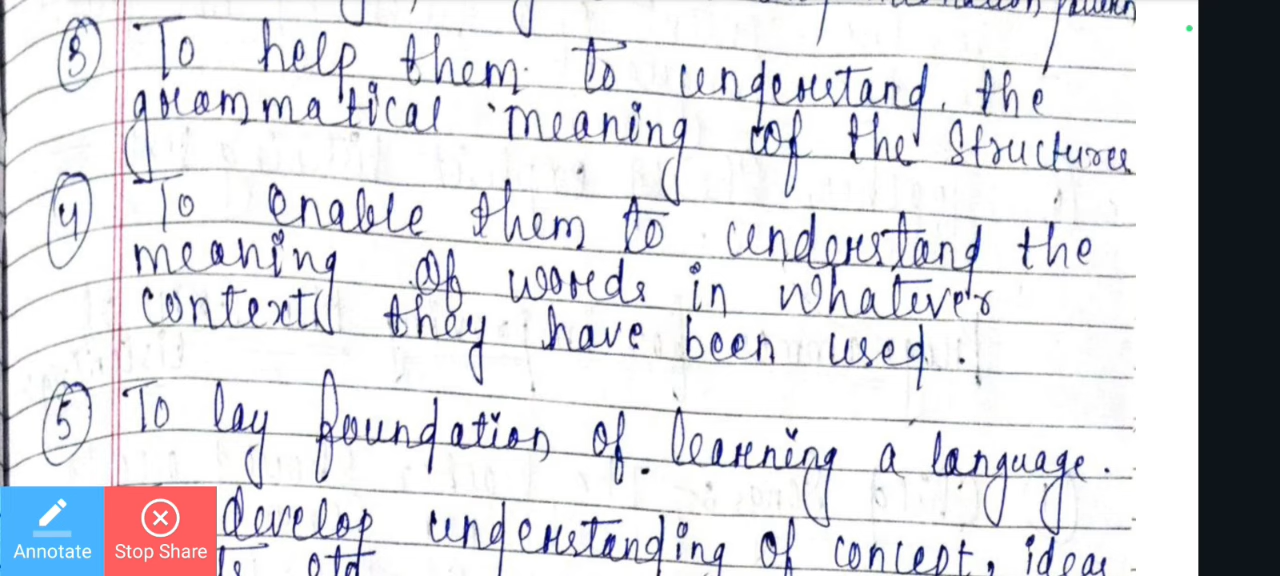 ③ To help them to understand the
grammatical meaning of the structures
④ To enable them to understand the
meaning of words in whatever
contexts they have been used.
⑤ To lay foundation of learning a language.
develop understanding of concept, ideas
etc
Annotate
Stop Share